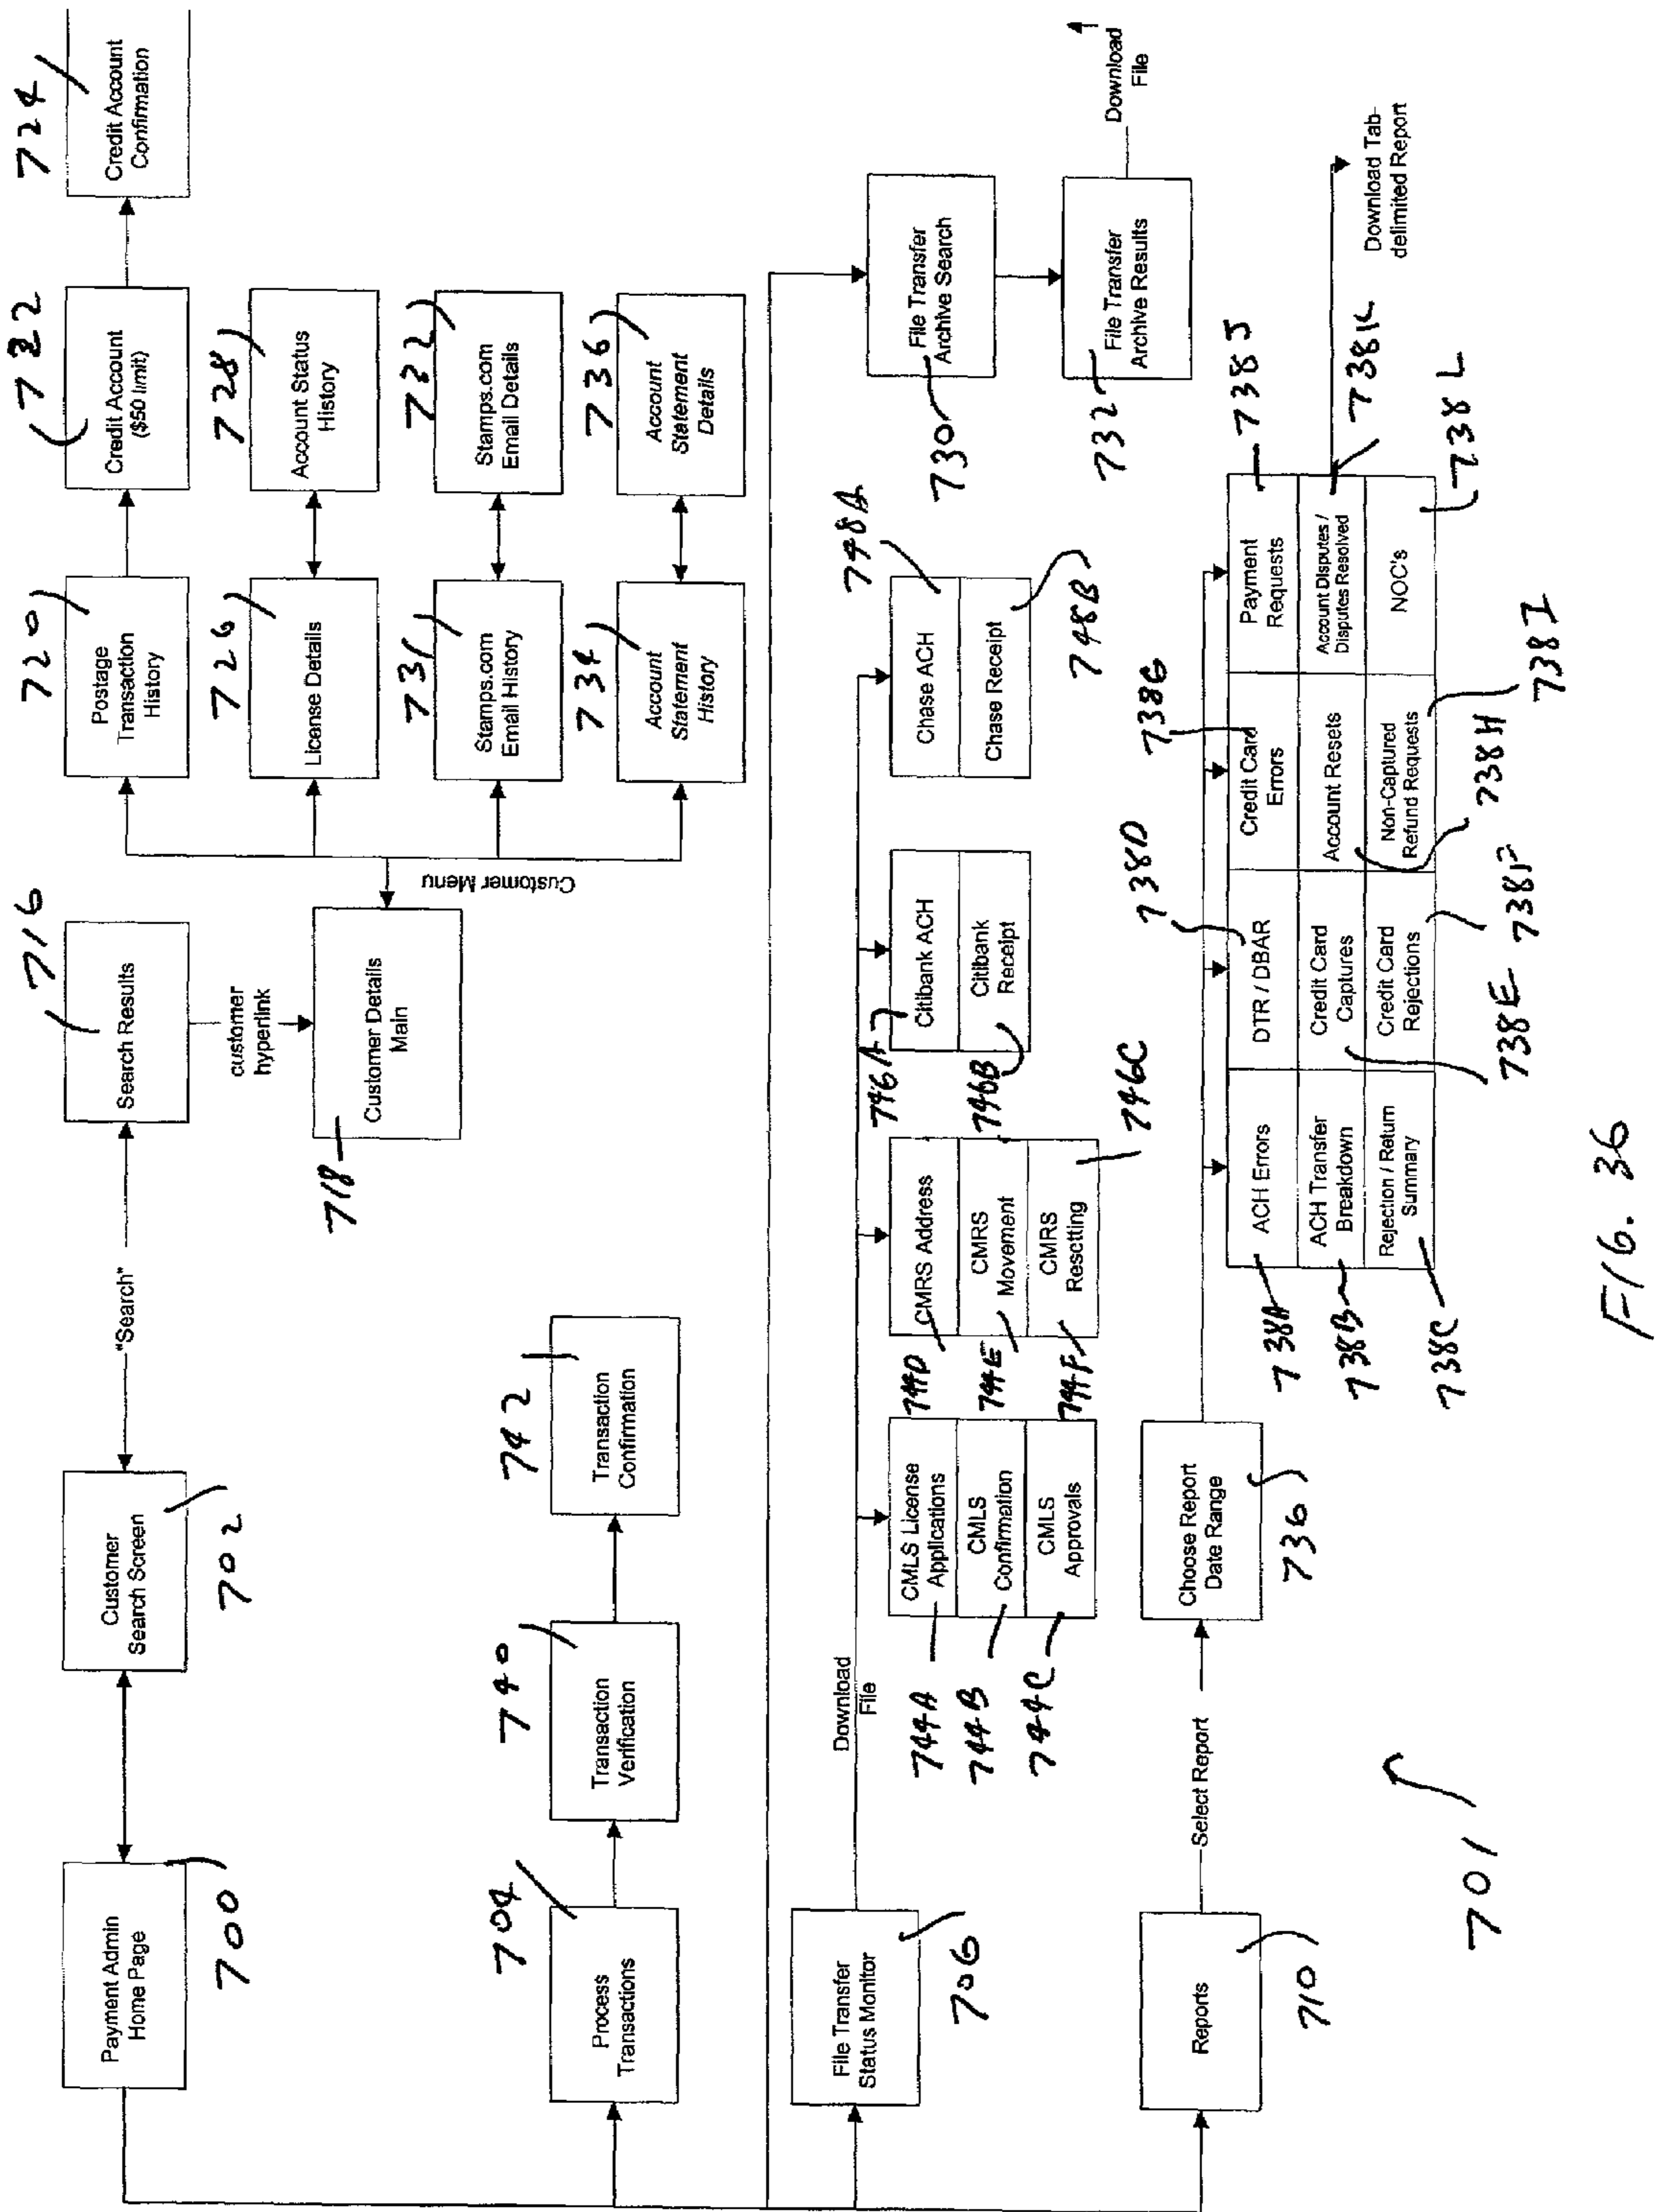 700
Payment Admin
Home Page
702
Customer
Search Screen
"Search"
716
Search Results
customer
hyperlink
718
Customer Details
Main
Customer Menu
720
Postage
Transaction
History
722
Credit Account
($50 limit)
724
Credit Account
Confirmation
726
License Details
728
Account Status
History
731
Stamps.com
Email History
732
Stamps.com
Email Details
734
Account
Statement
History
736
Account
Statement
Details
704
Process
Transactions
740
Transaction
Verification
742
Transaction
Confirmation
730
File Transfer
Archive Search
732
File Transfer
Archive Results
Download
File
706
File Transfer
Status Monitor
Download
File
744A
CMLS License
Applications
744B
CMLS
Confirmation
744C
CMLS
Approvals
744D
CMRS Address
744E
CMRS
Movement
744F
CMRS
Resetting
746A
Citibank ACH
746B
Citibank
Receipt
746C
748A
Chase ACH
748B
Chase Receipt
710
Reports
Select Report
736
Choose Report
Date Range
738A
ACH Errors
738B
ACH Transfer
Breakdown
738C
Rejection / Return
Summary
738D
DTR / DBAR
738E
Credit Card
Captures
738F
Credit Card
Rejections
738G
Credit Card
Errors
738H
Account Resets
738I
Non-Captured
Refund Requests
738J
Payment
Requests
738K
Account Disputes /
Disputes Resolved
738L
NOC's
Download Tab-
delimited Report
701
FIG. 36